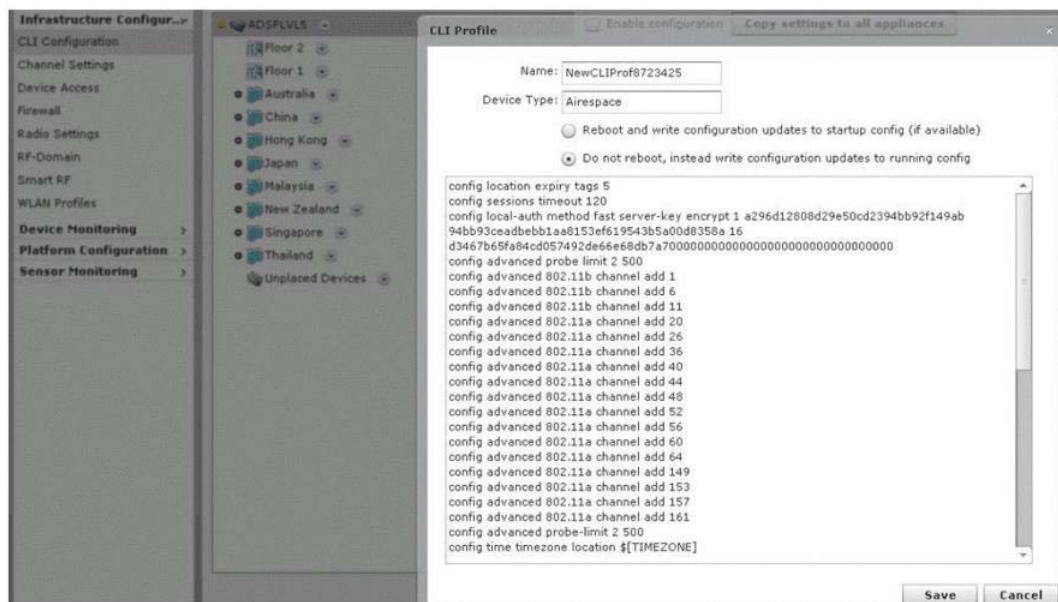 Infrastructure Configur...
CLI Configuration
Channel Settings
Device Access
Firewall
Radio Settings
RF-Domain
Smart RF
WLAN Profiles
Device Monitoring
Platform Configuration
Sensor Monitoring
ADSPLVL5
Floor 2
Floor 1
Australia
China
Hong Kong
Japan
Malaysia
New Zealand
Singapore
Thailand
Unplaced Devices
Enable configuration
Copy settings to all appliances
CLI Profile
Name: NewCLIProf8723425
Device Type: Airespace
Reboot and write configuration updates to startup config (if available)
Do not reboot, instead write configuration updates to running config
config location expiry tags 5
config sessions timeout 120
config local-auth method fast server-key encrypt 1 a296d12808d29e50cd2394bb92f149ab
94bb93ceadbebb1aa8153ef619543b5a00d8358a 16
d3467b65fa84cd057492de66e68db7a700000000000000000000000000000000
config advanced probe limit 2 500
config advanced 802.11b channel add 1
config advanced 802.11b channel add 6
config advanced 802.11b channel add 11
config advanced 802.11a channel add 20
config advanced 802.11a channel add 26
config advanced 802.11a channel add 36
config advanced 802.11a channel add 40
config advanced 802.11a channel add 44
config advanced 802.11a channel add 48
config advanced 802.11a channel add 52
config advanced 802.11a channel add 56
config advanced 802.11a channel add 60
config advanced 802.11a channel add 64
config advanced 802.11a channel add 149
config advanced 802.11a channel add 153
config advanced 802.11a channel add 157
config advanced 802.11a channel add 161
config advanced probe-limit 2 500
config time timezone location $[TIMEZONE]
Save
Cancel